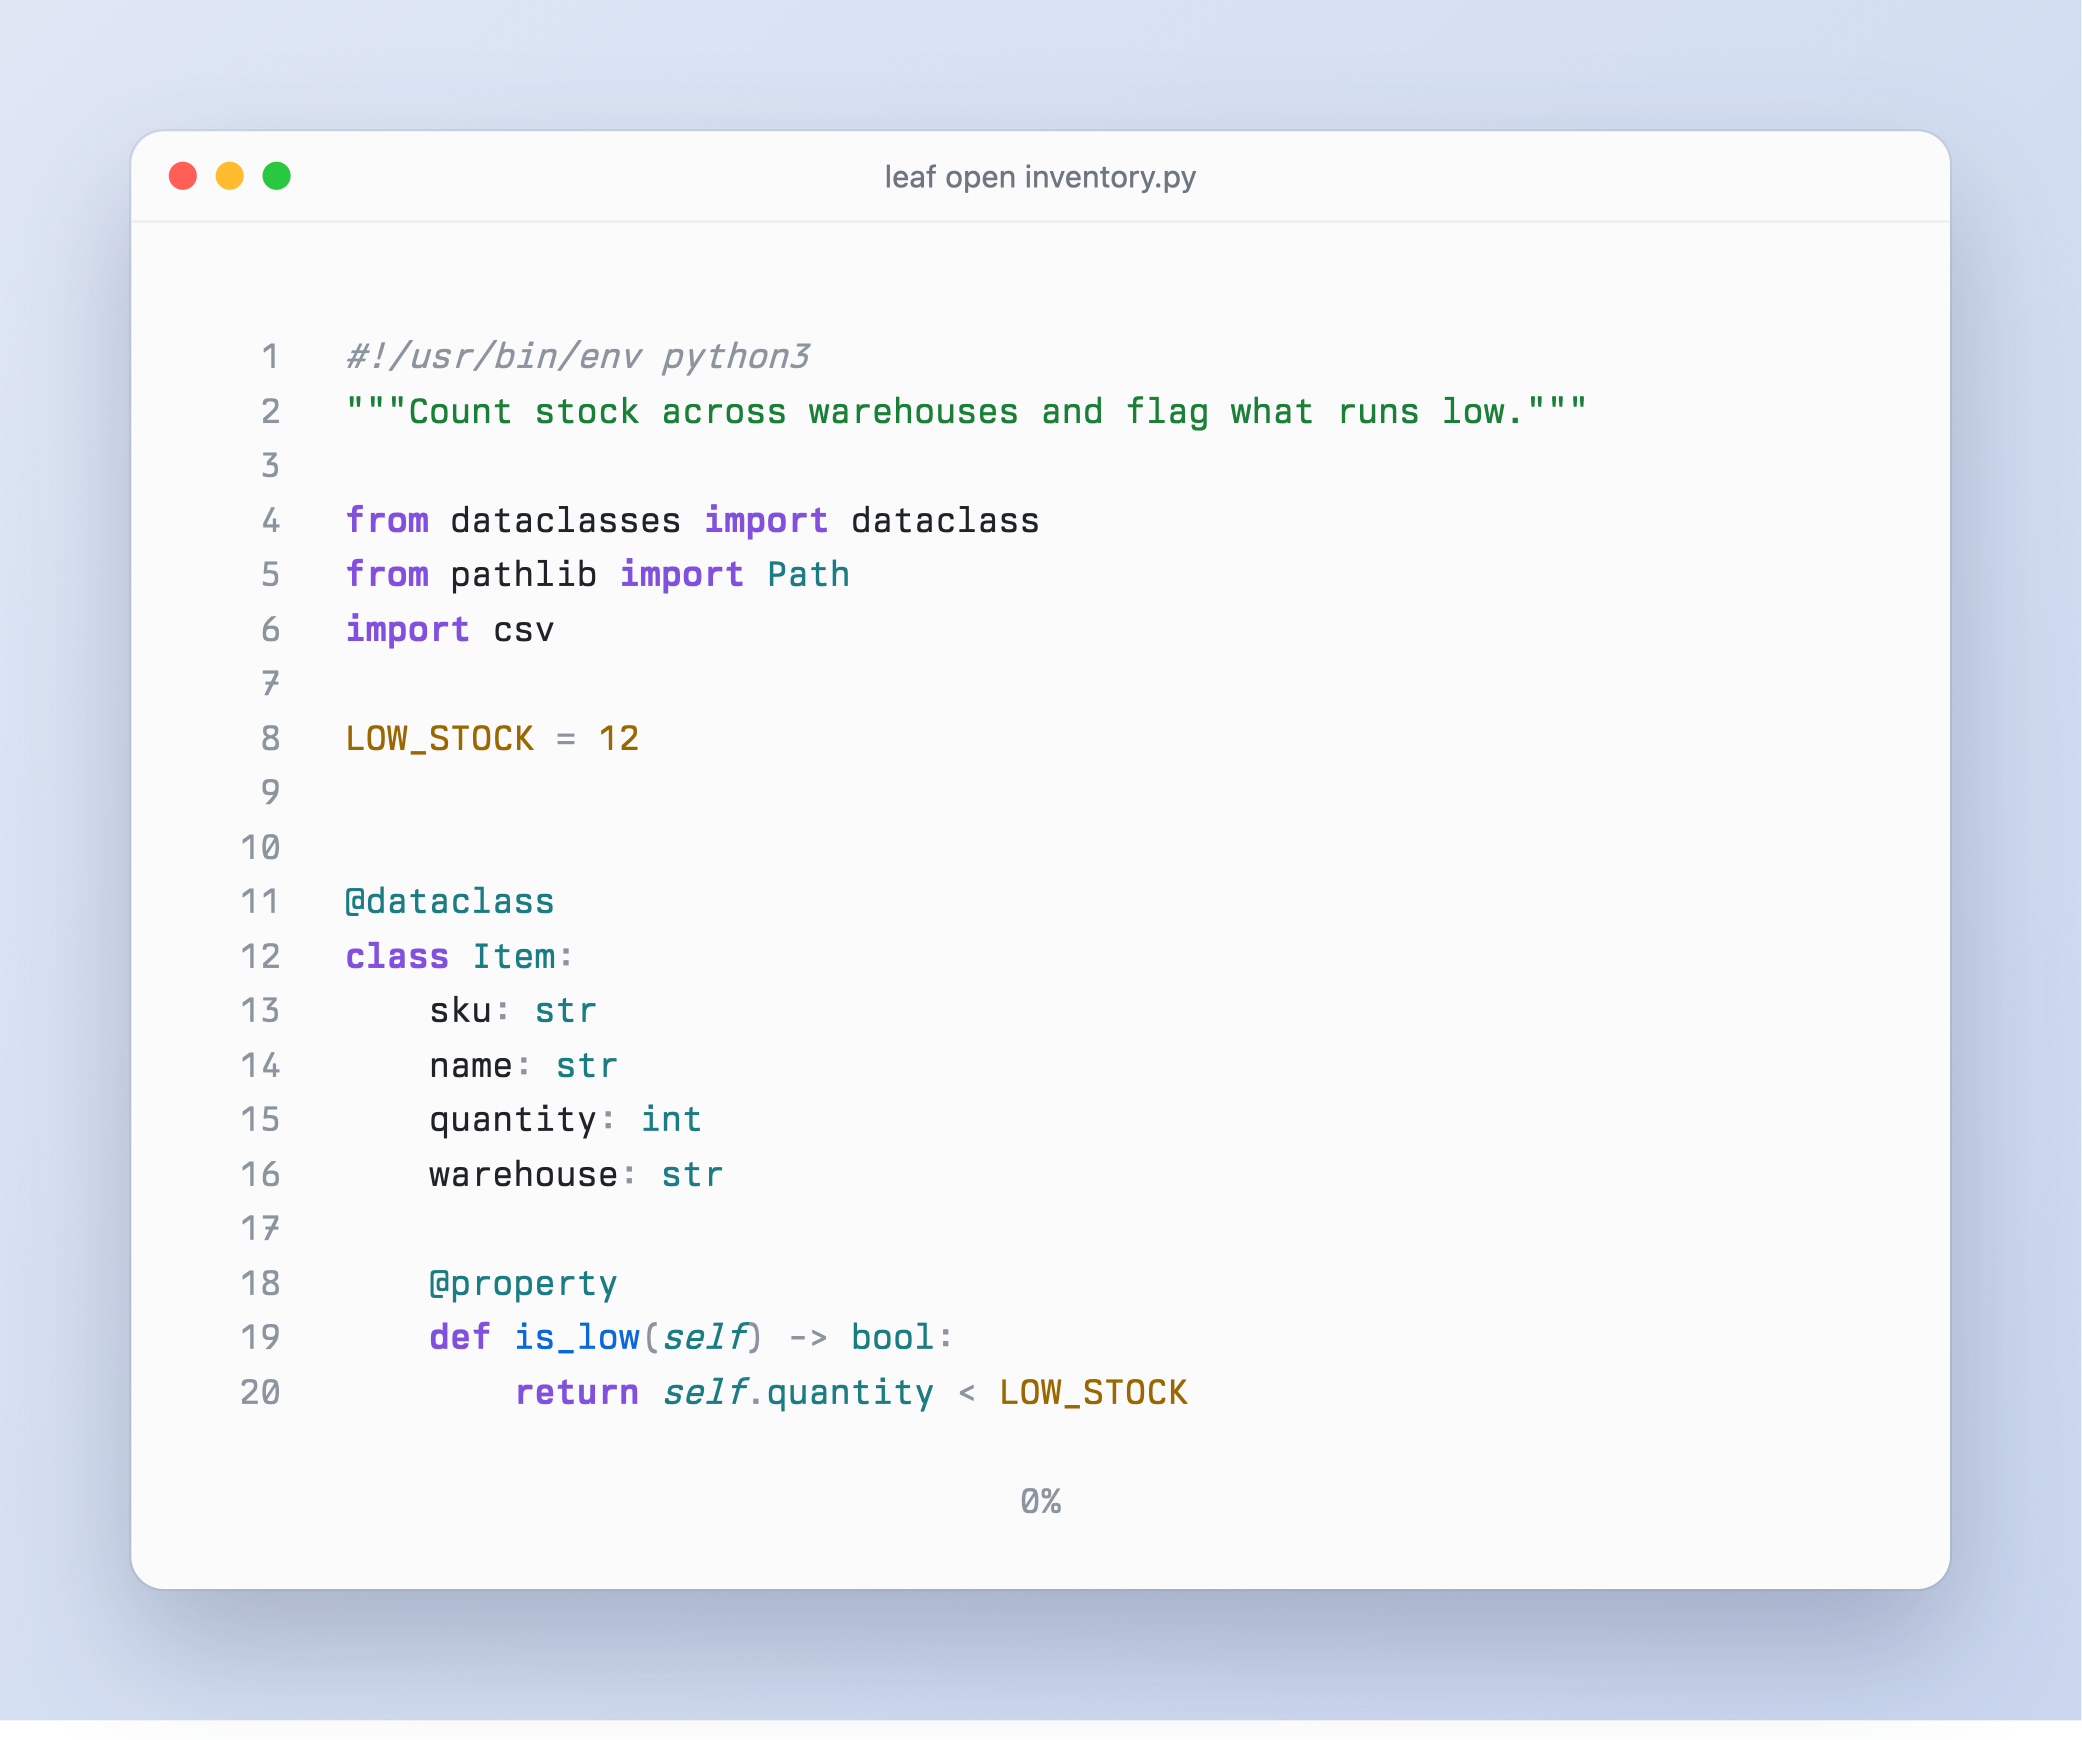 leaf open inventory.py
1 #!/usr/bin/env python3
2 """Count stock across warehouses and flag what runs low."""
3
4 from dataclasses import dataclass
5 from pathlib import Path
6 import csv
7
8 LOW_STOCK = 12
9
10
11 @dataclass
12 class Item:
13     sku: str
14     name: str
15     quantity: int
16     warehouse: str
17
18     @property
19     def is_low(self) -> bool:
20         return self.quantity < LOW_STOCK
0%